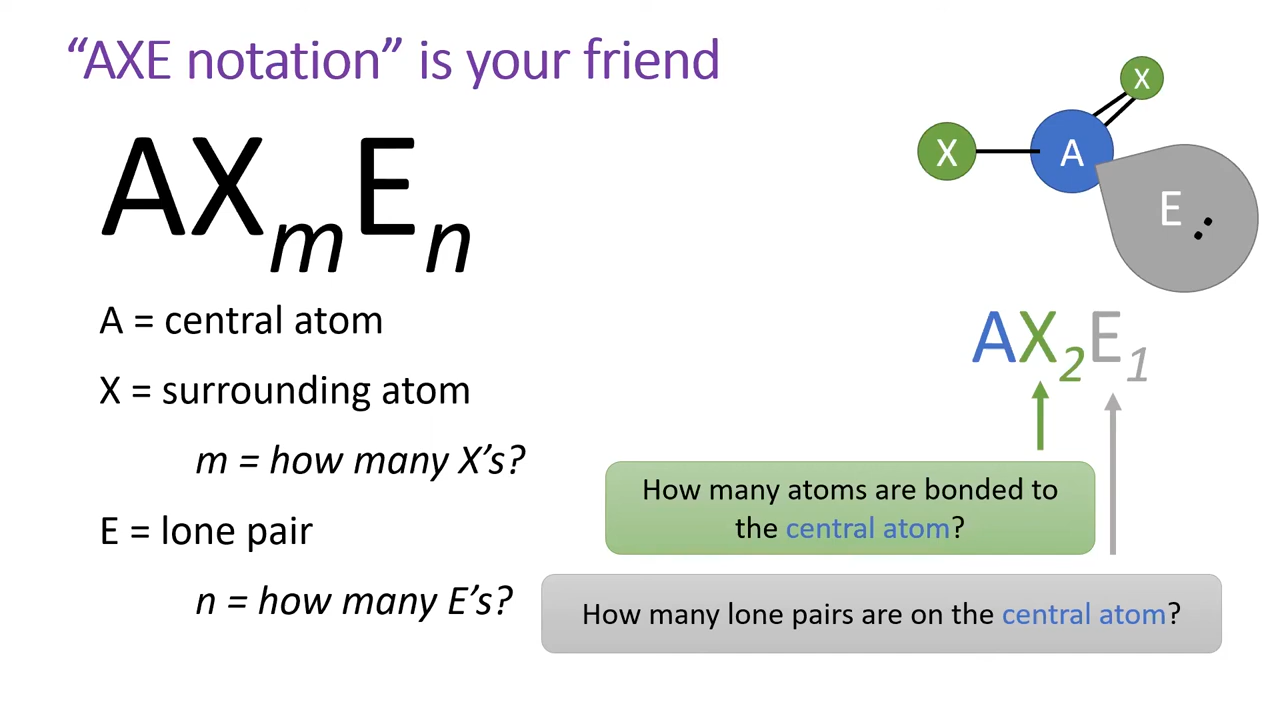 “AXE notation” is your friend
AXmEn
A = central atom
X = surrounding atom
m = how many X’s?
E = lone pair
n = how many E’s?
X
X
A
E
AX2E1
How many atoms are bonded to
the central atom?
How many lone pairs are on the central atom?